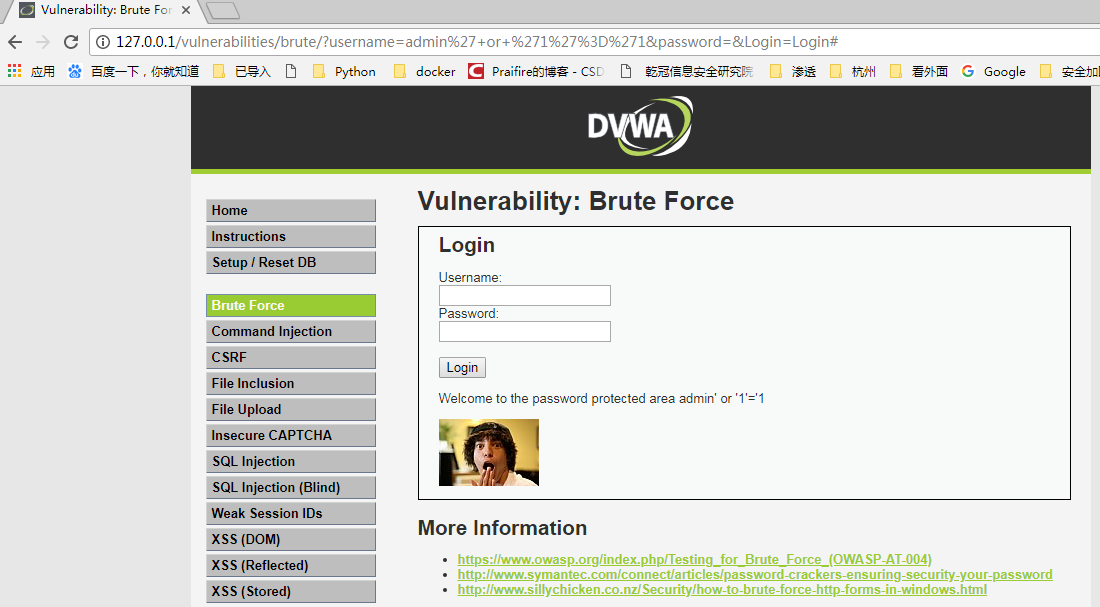 Vulnerability: Brute For
127.0.0.1/vulnerabilities/brute/?username=admin%27+or+%271%27%3D%271&password=&Login=Login#
应用 百度一下，你就知道 已导入 Python docker Praifire的博客 - CSD 乾冠信息安全研究院 渗透 杭州 看外面 Google 安全加固
DVWA
Vulnerability: Brute Force
Home
Instructions
Setup / Reset DB
Brute Force
Command Injection
CSRF
File Inclusion
File Upload
Insecure CAPTCHA
SQL Injection
SQL Injection (Blind)
Weak Session IDs
XSS (DOM)
XSS (Reflected)
XSS (Stored)
Login
Username:
Password:
Login
Welcome to the password protected area admin' or '1'='1
More Information
https://www.owasp.org/index.php/Testing_for_Brute_Force_(OWASP-AT-004)
http://www.symantec.com/connect/articles/password-crackers-ensuring-security-your-password
http://www.sillychicken.co.nz/Security/how-to-brute-force-http-forms-in-windows.html